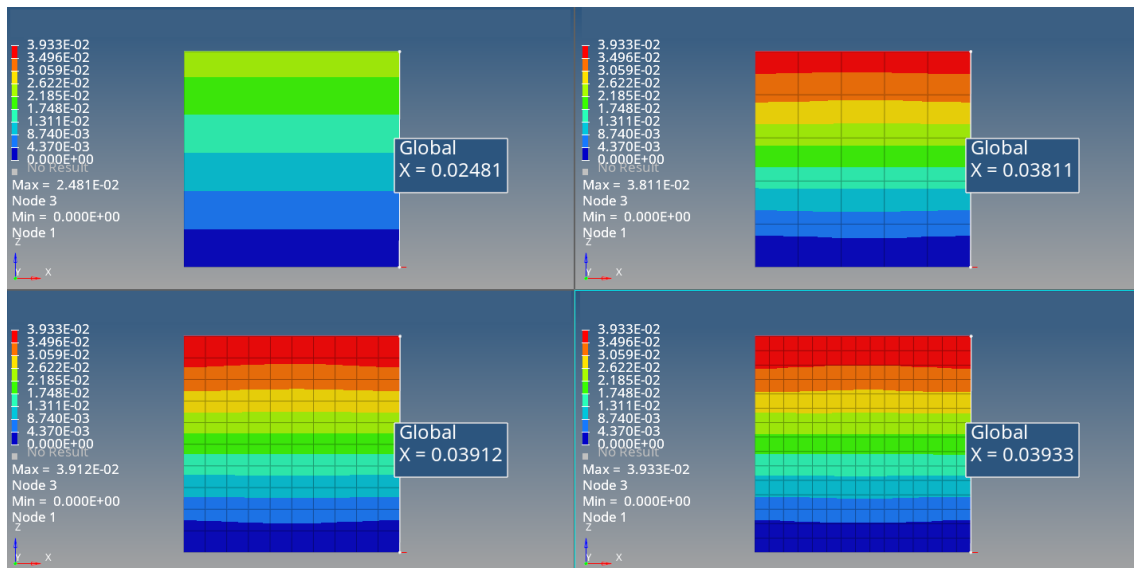 3.933E-02
3.496E-02
3.059E-02
2.622E-02
2.185E-02
1.748E-02
1.311E-02
8.740E-03
4.370E-03
0.000E+00
No Result
Max = 2.481E-02
Node 3
Min = 0.000E+00
Node 1
Z
Y X
Global
X = 0.02481
3.933E-02
3.496E-02
3.059E-02
2.622E-02
2.185E-02
1.748E-02
1.311E-02
8.740E-03
4.370E-03
0.000E+00
No Result
Max = 3.811E-02
Node 3
Min = 0.000E+00
Node 1
Z
Y X
Global
X = 0.03811
3.933E-02
3.496E-02
3.059E-02
2.622E-02
2.185E-02
1.748E-02
1.311E-02
8.740E-03
4.370E-03
0.000E+00
No Result
Max = 3.912E-02
Node 3
Min = 0.000E+00
Node 1
Z
Y X
Global
X = 0.03912
3.933E-02
3.496E-02
3.059E-02
2.622E-02
2.185E-02
1.748E-02
1.311E-02
8.740E-03
4.370E-03
0.000E+00
No Result
Max = 3.933E-02
Node 3
Min = 0.000E+00
Node 1
Z
Y X
Global
X = 0.03933